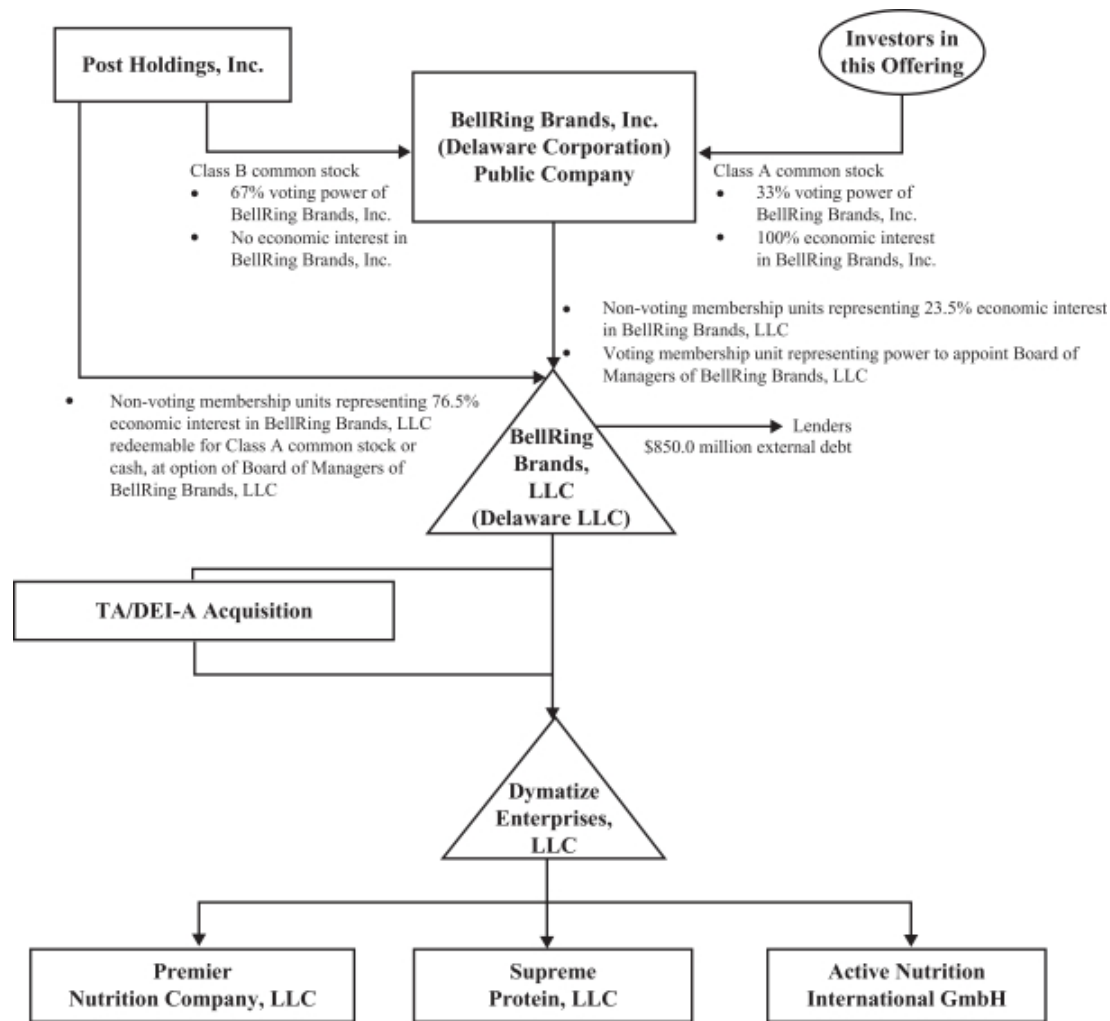 Post Holdings, Inc.
Investors in
this Offering
BellRing Brands, Inc.
(Delaware Corporation)
Public Company
Class B common stock
• 67% voting power of
BellRing Brands, Inc.
• No economic interest in
BellRing Brands, Inc.
Class A common stock
• 33% voting power of
BellRing Brands, Inc.
• 100% economic interest
in BellRing Brands, Inc.
• Non-voting membership units representing 23.5% economic interest
in BellRing Brands, LLC
• Voting membership unit representing power to appoint Board of
Managers of BellRing Brands, LLC
• Non-voting membership units representing 76.5%
economic interest in BellRing Brands, LLC
redeemable for Class A common stock or
cash, at option of Board of Managers of
BellRing Brands, LLC
BellRing
Brands,
LLC
(Delaware LLC)
Lenders
$850.0 million external debt
TA/DEI-A Acquisition
Dymatize
Enterprises,
LLC
Premier
Nutrition Company, LLC
Supreme
Protein, LLC
Active Nutrition
International GmbH